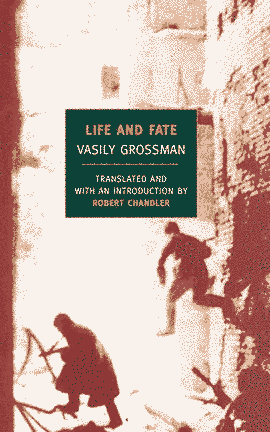 LIFE AND FATE
VASILY GROSSMAN
TRANSLATED AND
WITH AN INTRODUCTION BY
ROBERT CHANDLER